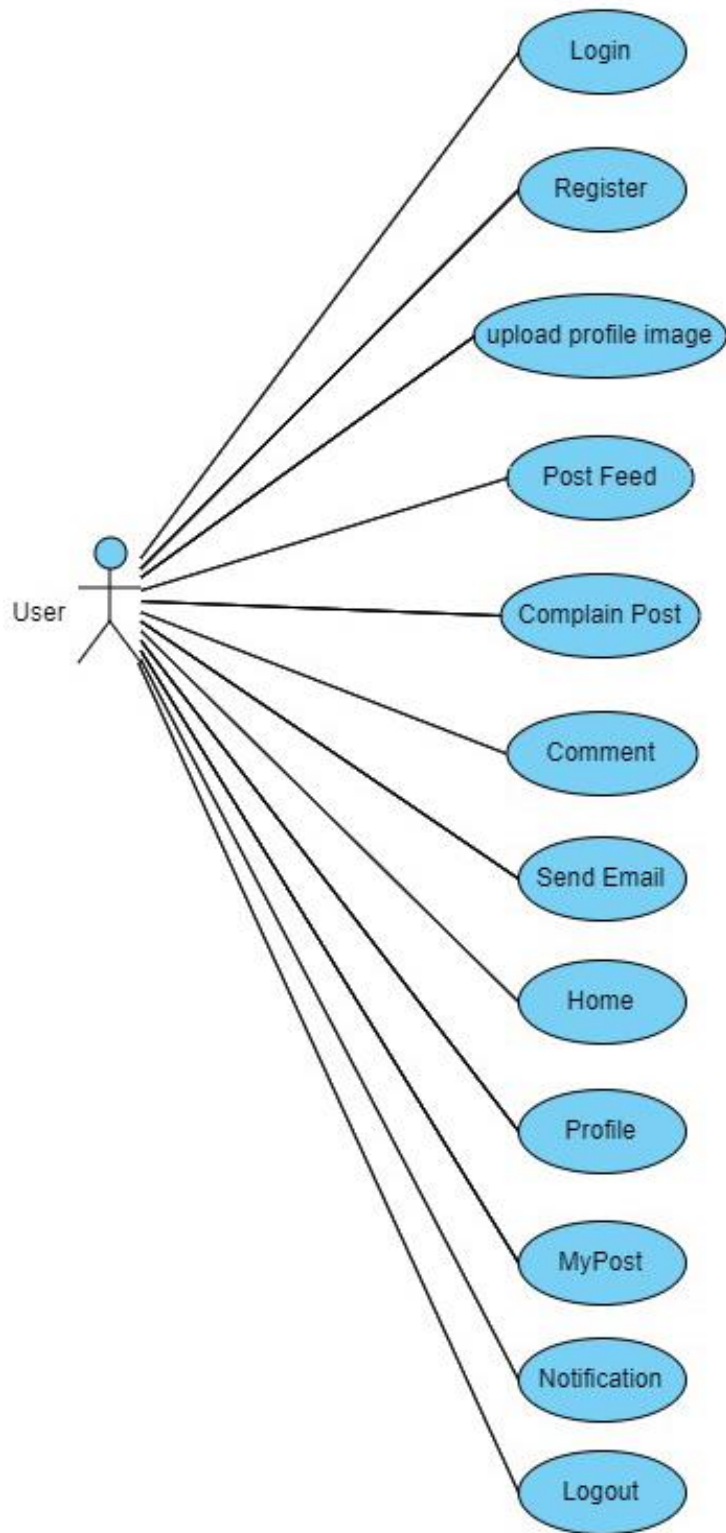 Login
Register
upload profile image
Post Feed
User
Complain Post
Comment
Send Email
Home
Profile
MyPost
Notification
Logout